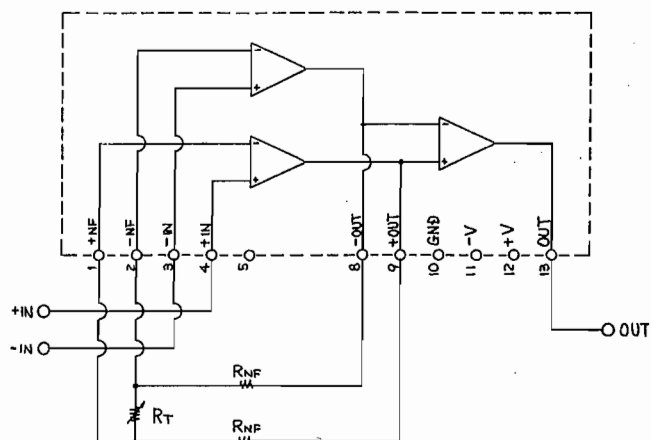 -
+
-
+
-
+
+NF
-NF
-IN
+IN
-OUT
+OUT
GND
-V
+V
OUT
1
2
3
4
5
8
9
10
11
12
13
+IN
-IN
OUT
RNF
RT
RNF